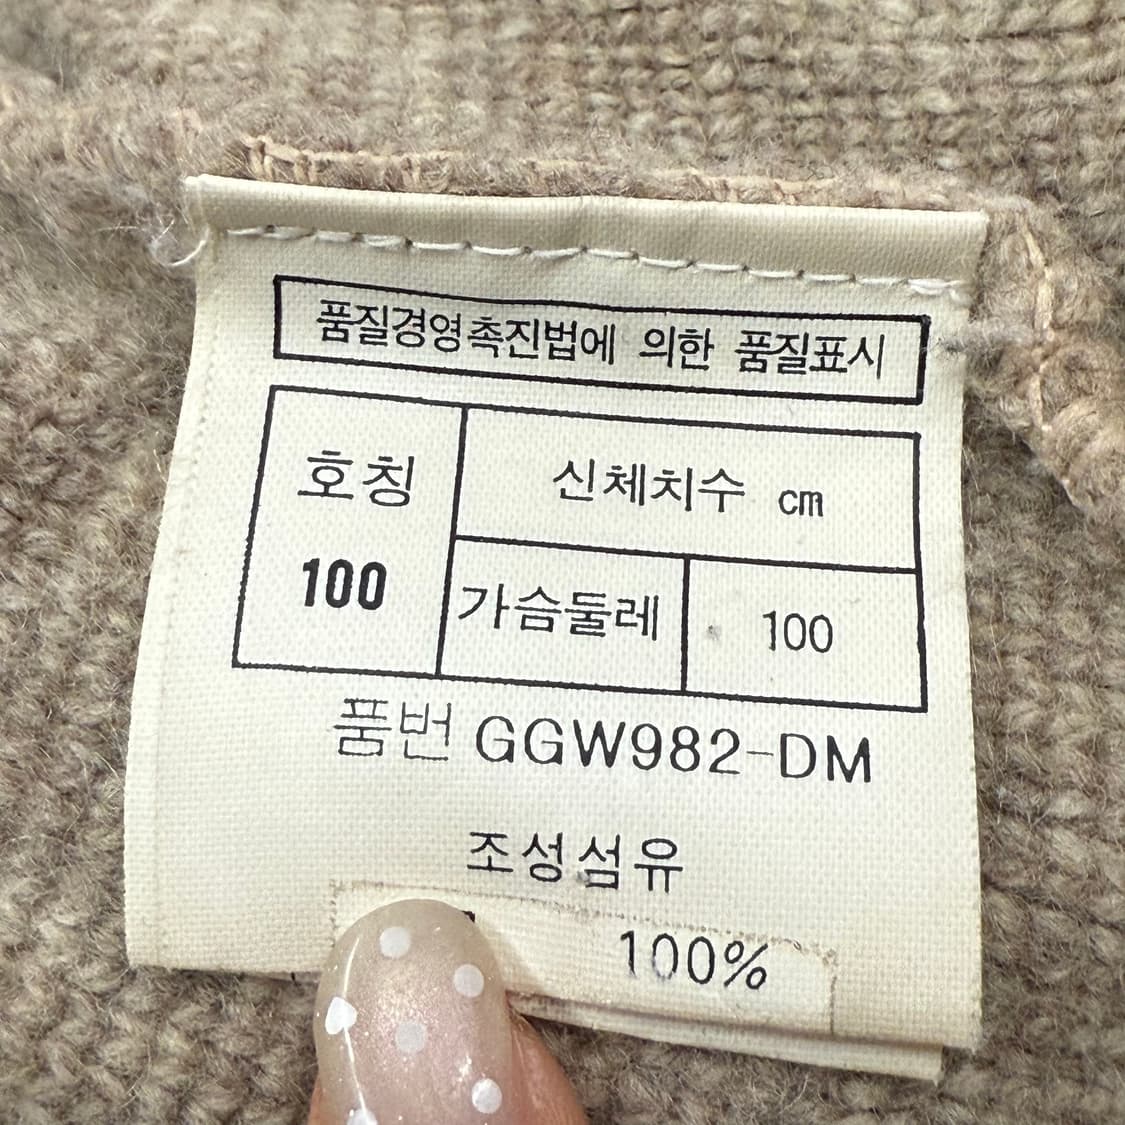 품질경영촉진법에 의한 품질표시
호칭
100
신체치수 cm
가슴둘레 100
품번 GGW982-DM
조성섬유
100%